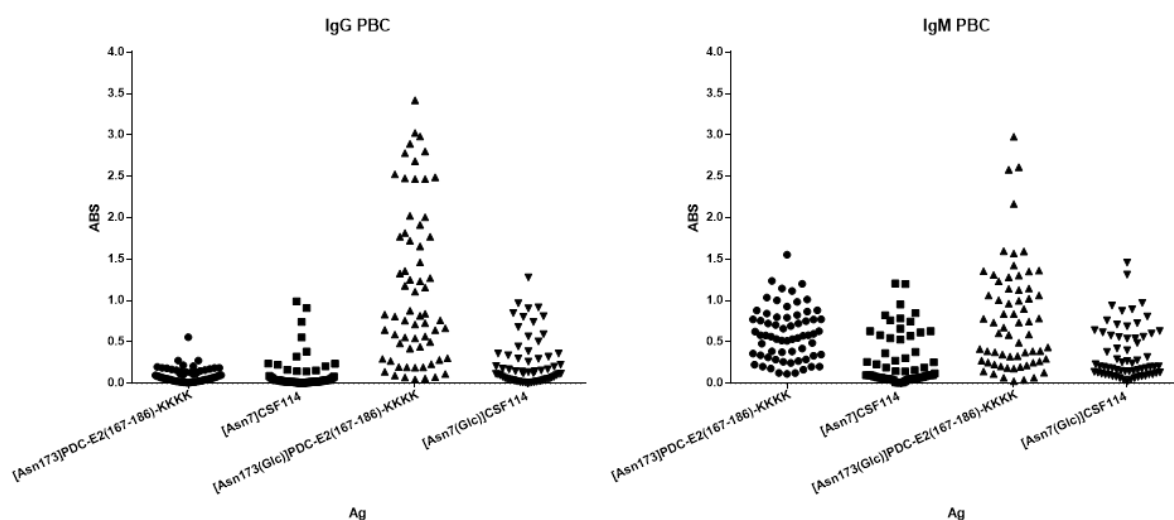 IgG PBC
4.0
3.5
3.0
2.5
2.0
1.5
1.0
0.5
0.0
ABS
[Asn173]PDC-E2(167-186)-KKKK
[Asn7]CSF114
[Asn173(Glc)]PDC-E2(167-186)-KKKK
[Asn7(Glc)]CSF114
Ag
IgM PBC
4.0
3.5
3.0
2.5
2.0
1.5
1.0
0.5
0.0
ABS
[Asn173]PDC-E2(167-186)-KKKK
[Asn7]CSF114
[Asn173(Glc)]PDC-E2(167-186)-KKKK
[Asn7(Glc)]CSF114
Ag